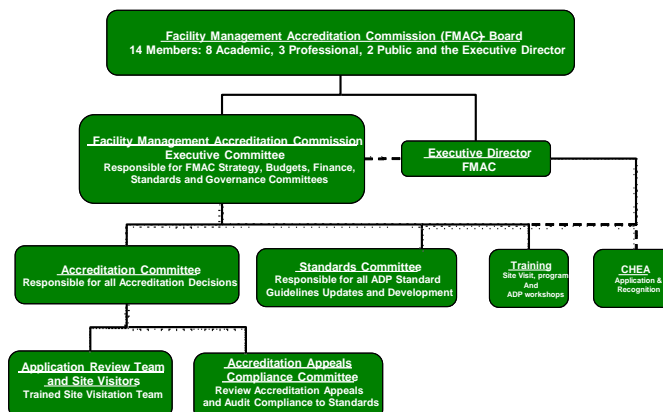 Facility Management Accreditation Commission (FMAC) Board
14 Members: 8 Academic, 3 Professional, 2 Public and the Executive Director
Facility Management Accreditation Commission
Executive Committee
Responsible for FMAC Strategy, Budgets, Finance,
Standards and Governance Committees
Executive Director
FMAC
Accreditation Committee
Responsible for all Accreditation Decisions
Standards Committee
Responsible for all ADP Standard
Guidelines Updates and Development
Training
Site Visit, program
And
ADP workshops
CHEA
Application &
Recognition
Application Review Team
and Site Visitors
Trained Site Visitation Team
Accreditation Appeals
Compliance Committee
Review Accreditation Appeals
and Audit Compliance to Standards